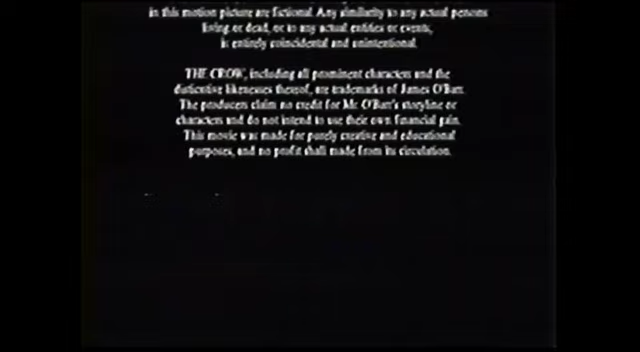 in this motion picture are fictional. Any similarity to any actual persons
living or dead, or to any actual entities or events,
is entirely coincidental and unintentional.
THE CROW, including all prominent characters and the
distictive likenesses thereof, are trademarks of James O'Barr.
The producers claim no credit for Mr. O'Barr's storyline or
characters and do not intend to use their own financial gain.
This movie was made for purely creative and educational
purposes, and no profit shall made from its circulation.